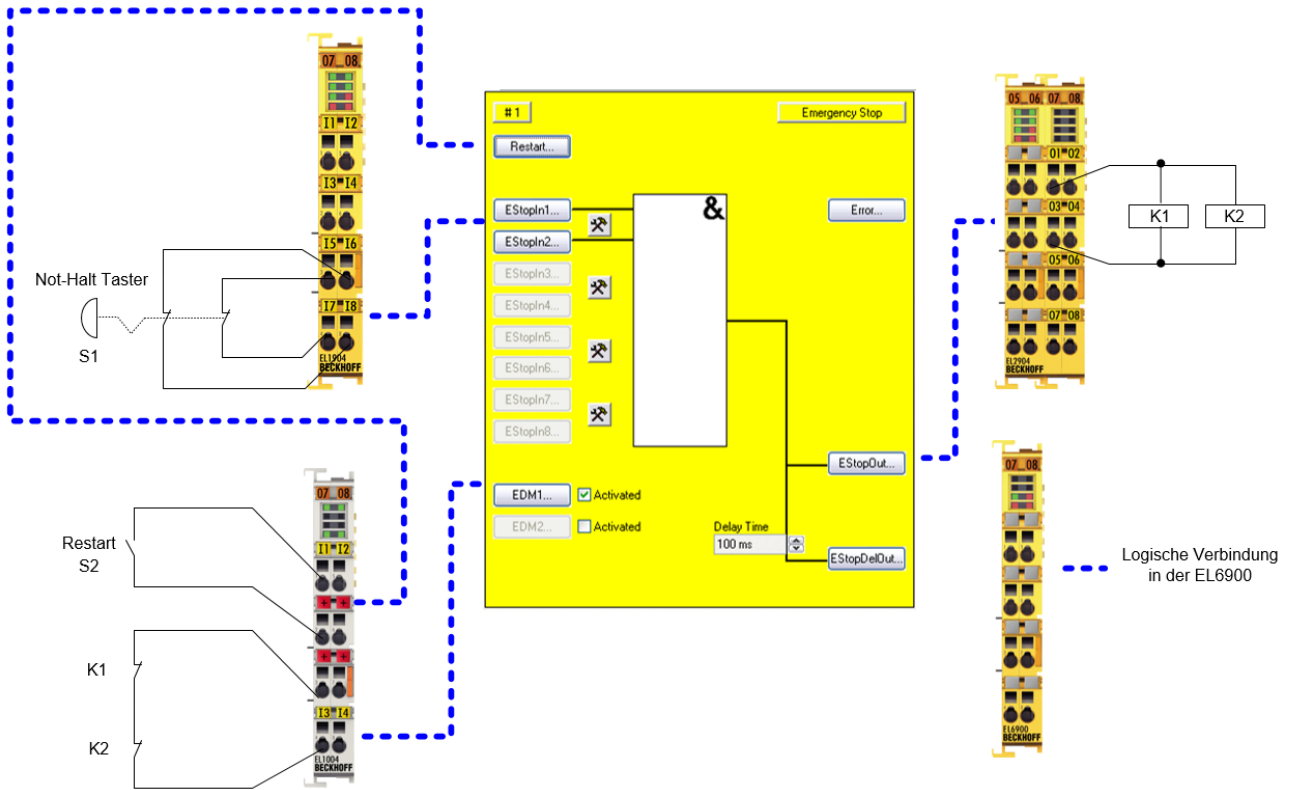 07 08
I1 I2
I3 I4
I5 I6
I7 I8
EL1904
BECKHOFF
Not-Halt Taster
S1
#1
Emergency Stop
Restart...
EStopIn1...
EStopIn2...
EStopIn3...
EStopIn4...
EStopIn5...
EStopIn6...
EStopIn7...
EStopIn8...
&
Error...
EStopOut...
EDM1...
Activated
EDM2...
Activated
Delay Time
100 ms
EStopDelOut...
05 06 07 08
01 02
03 04
05 06
07 08
EL2904
BECKHOFF
K1
K2
07 08
I1 I2
+ +
+ +
I3 I4
EL1004
BECKHOFF
Restart
S2
K1
K2
07 08
EL6900
BECKHOFF
Logische Verbindung
in der EL6900